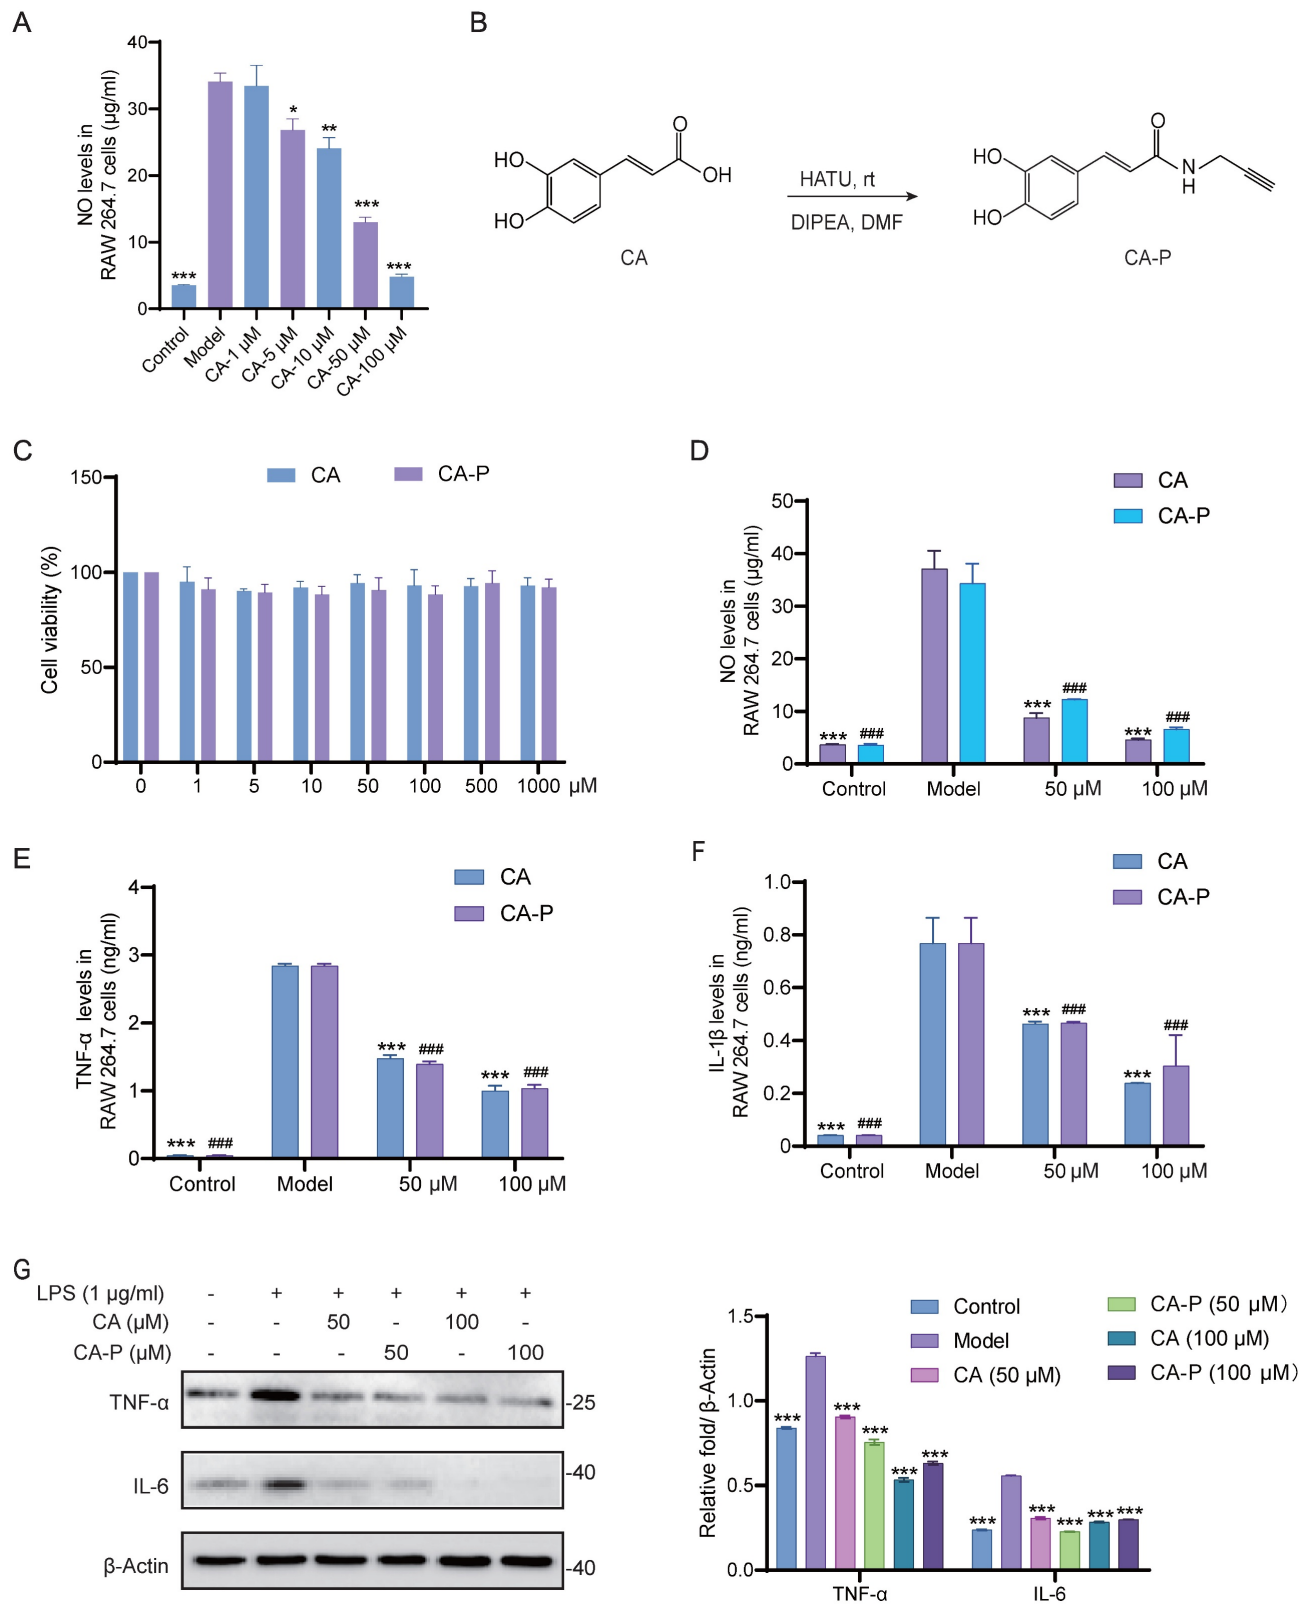 A
NO levels in
RAW 264.7 cells (µg/ml)
40
30
20
10
0
***
*
**
***
***
Control
Model
CA-1 µM
CA-5 µM
CA-10 µM
CA-50 µM
CA-100 µM
B
HO
HO
O
OH
CA
HATU, rt
DIPEA, DMF
HO
HO
O
N
H
CA-P
C
CA
CA-P
Cell viability (%)
150
100
50
0
0 1 5 10 50 100 500 1000 µM
D
CA
CA-P
NO levels in
RAW 264.7 cells (µg/ml)
50
40
30
20
10
0
*** ### *** ### *** ###
Control Model 50 µM 100 µM
E
CA
CA-P
TNF-α levels in
RAW 264.7 cells (ng/ml)
4
3
2
1
0
*** ### *** ### *** ###
Control Model 50 µM 100 µM
F
CA
CA-P
IL-1β levels in
RAW 264.7 cells (ng/ml)
1.0
0.8
0.6
0.4
0.2
0
*** ### *** ### *** ###
Control Model 50 µM 100 µM
G
LPS (1 µg/ml) - + + + + +
CA (µM) - - 50 - 100 -
CA-P (µM) - - - 50 - 100
TNF-α -25
IL-6 -40
β-Actin -40
Control
Model
CA (50 µM)
CA-P (50 µM)
CA (100 µM)
CA-P (100 µM)
Relative fold/ β-Actin
1.5
1.0
0.5
0.0
*** *** *** *** ***
*** *** *** *** ***
TNF-α IL-6